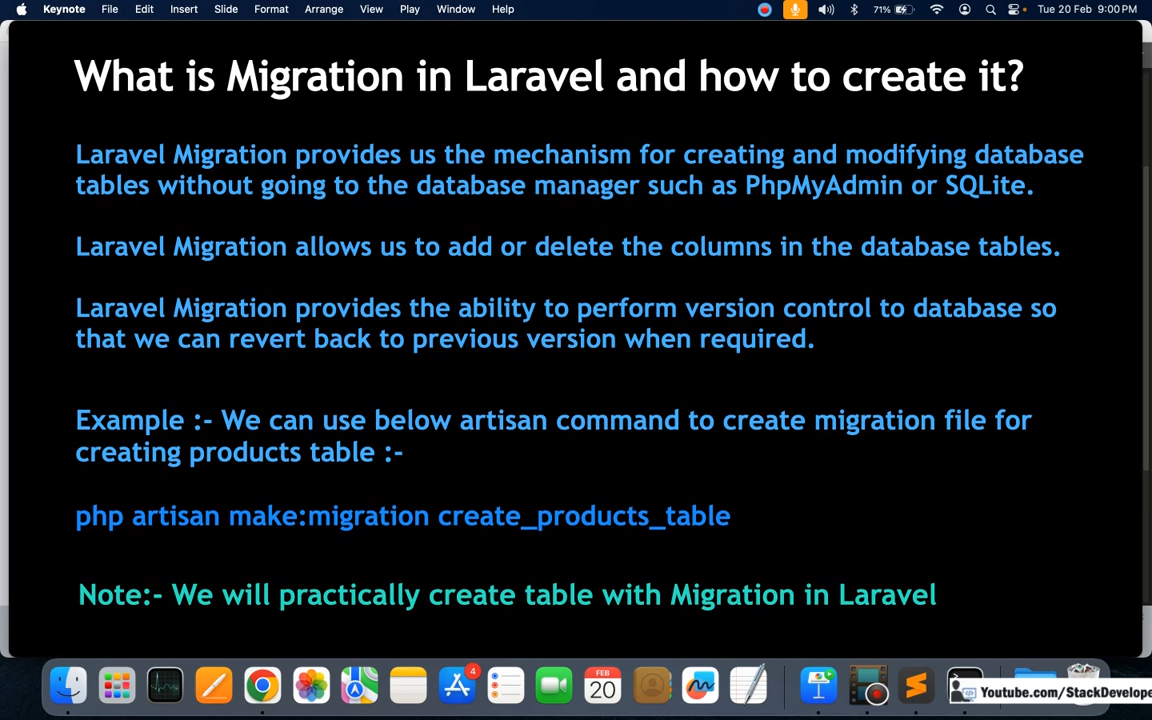 Keynote File Edit Insert Slide Format Arrange View Play Window Help 71% Tue 20 Feb 9:00 PM
What is Migration in Laravel and how to create it?
Laravel Migration provides us the mechanism for creating and modifying database
tables without going to the database manager such as PhpMyAdmin or SQLite.
Laravel Migration allows us to add or delete the columns in the database tables.
Laravel Migration provides the ability to perform version control to database so
that we can revert back to previous version when required.
Example :- We can use below artisan command to create migration file for
creating products table :-
php artisan make:migration create_products_table
Note:- We will practically create table with Migration in Laravel
4
FEB
20
Youtube.com/StackDevelope